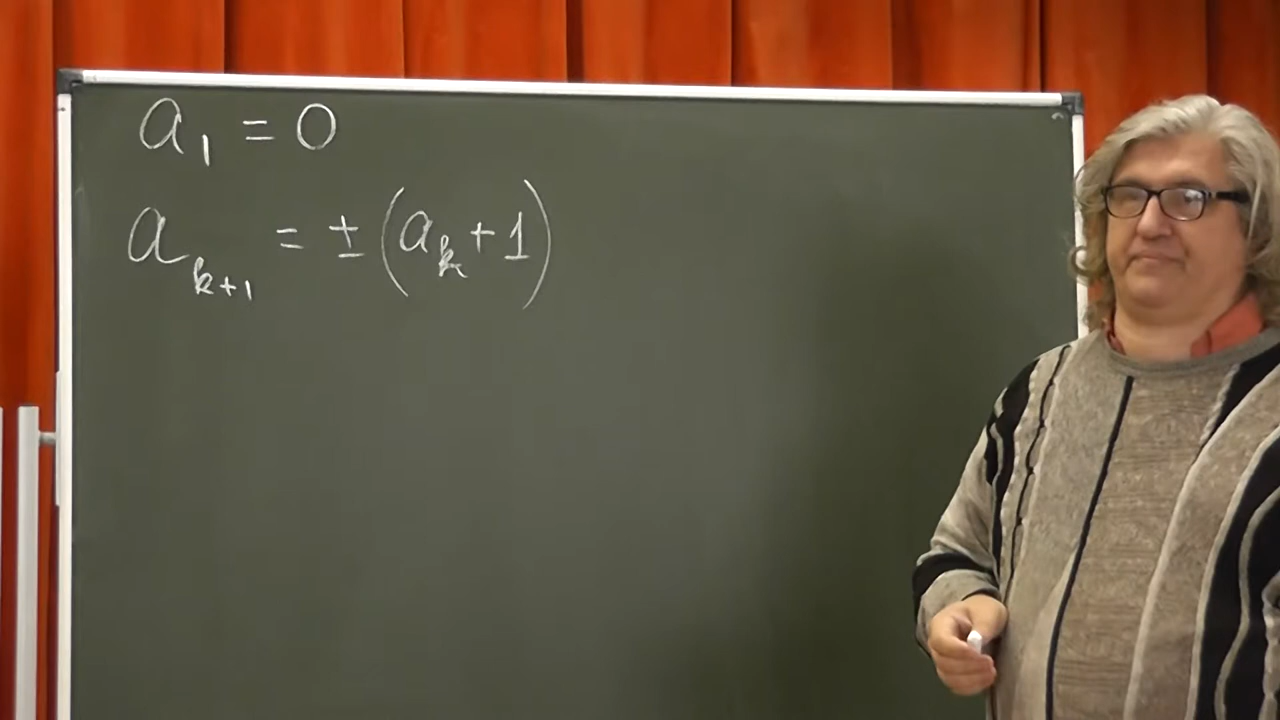 a₁ = 0
aₖ₊₁ = ± (aₖ + 1)